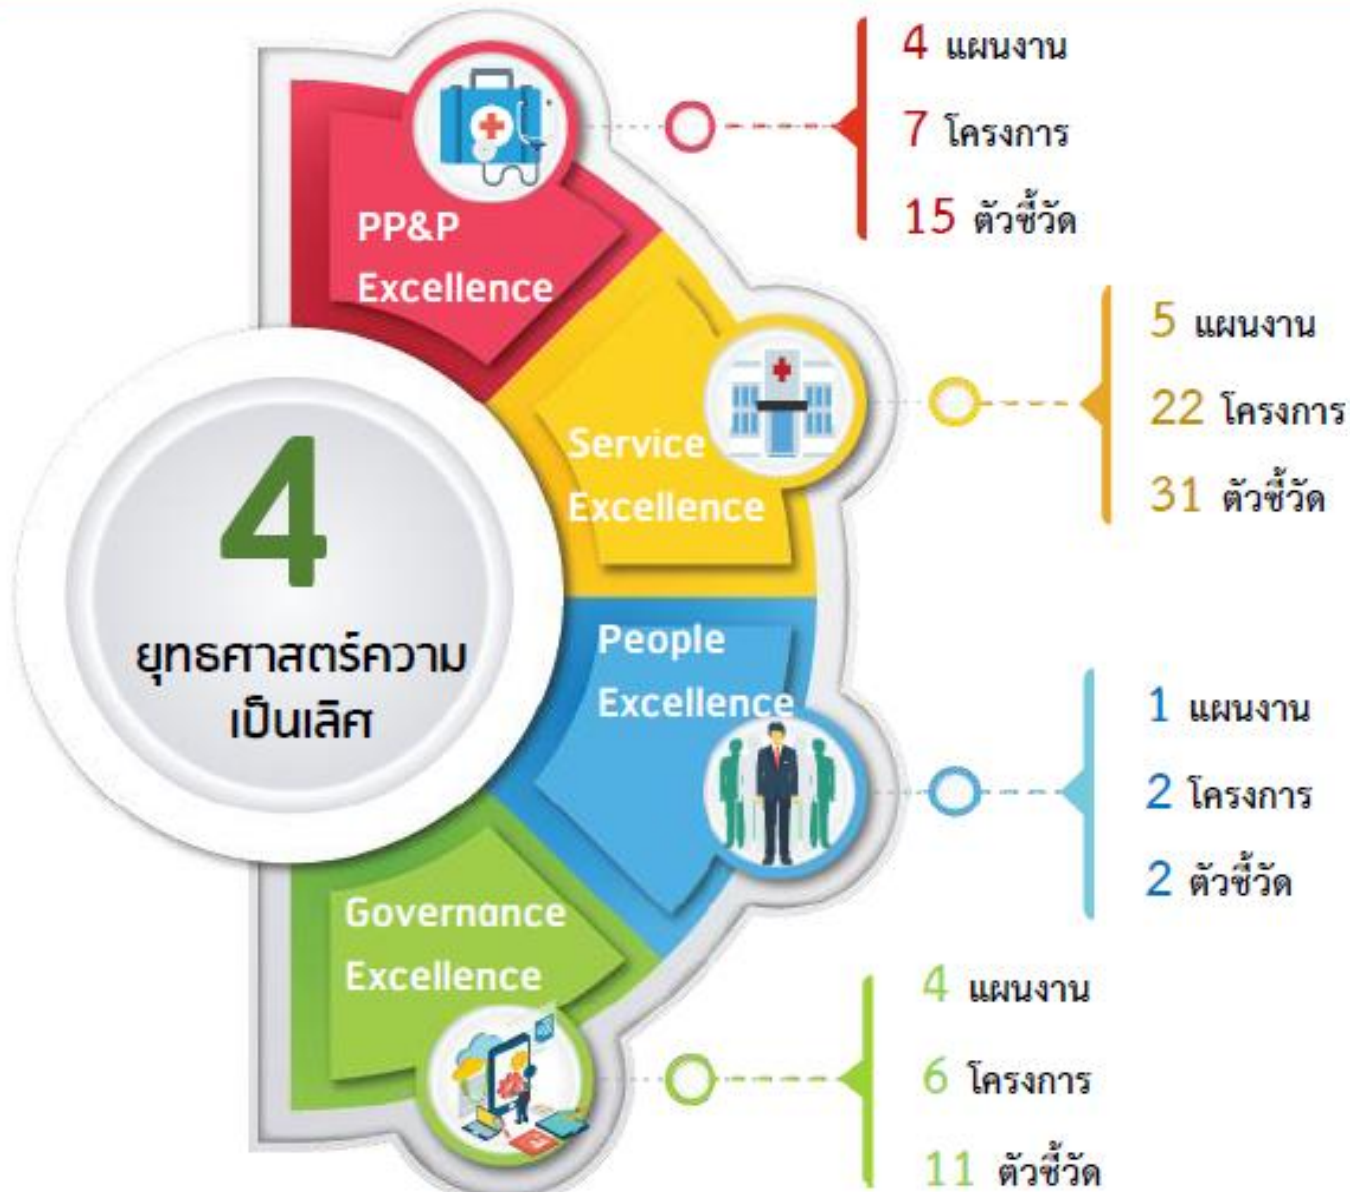 4
ยุทธศาสตร์ความ
เป็นเลิศ
PP&P
Excellence
4 แผนงาน
7 โครงการ
15 ตัวชี้วัด
Service
Excellence
5 แผนงาน
22 โครงการ
31 ตัวชี้วัด
People
Excellence
1 แผนงาน
2 โครงการ
2 ตัวชี้วัด
Governance
Excellence
4 แผนงาน
6 โครงการ
11 ตัวชี้วัด